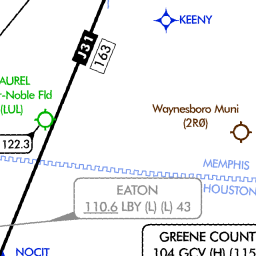 KEENY
J31
163
AUREL
r-Noble Fld
(LUL)
Waynesboro Muni
(2RØ)
122.3
MEMPHIS
HOUSTON
EATON
110.6 LBY (L) (L) 43
GREENE COUNT
104 GCV (H) (115
NOCIT